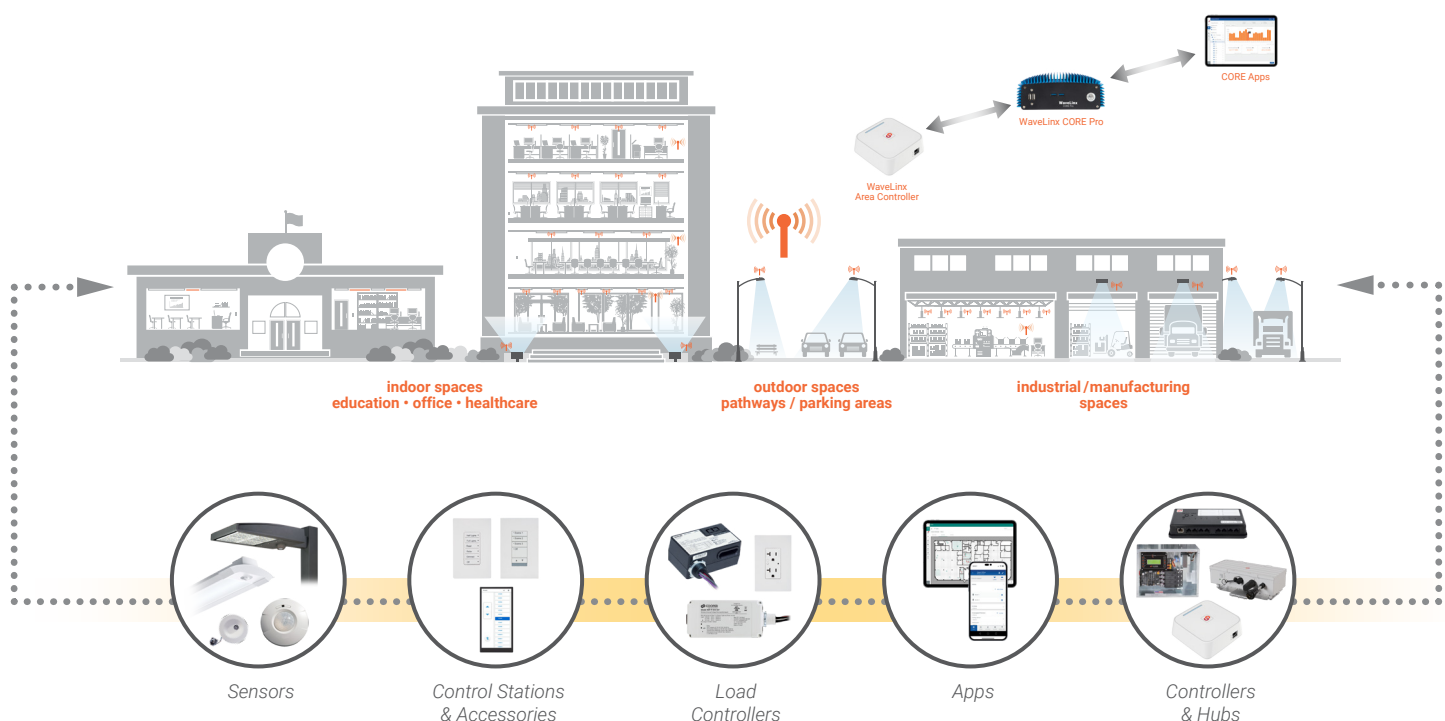 CORE Apps
WaveLinx CORE Pro
WaveLinx
Area Controller
indoor spaces
education • office • healthcare
outdoor spaces
pathways / parking areas
industrial/manufacturing
spaces
Sensors
Control Stations
& Accessories
Load
Controllers
Apps
Controllers
& Hubs